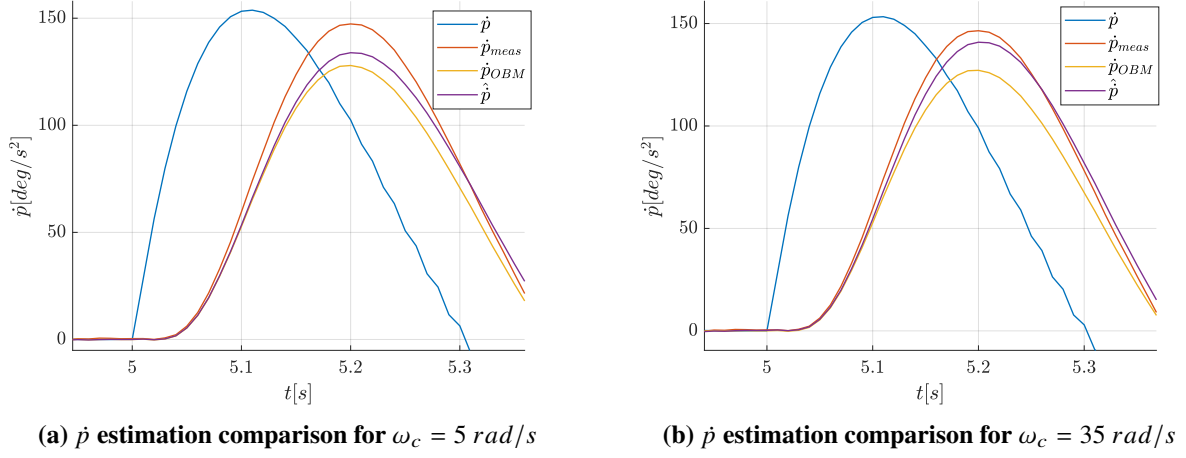 150
100
50
0
ṗ[deg/s²]
5
5.1
5.2
5.3
t[s]
ṗ
ṗ_meas
ṗ_OBM
ṗ̂
(a) ṗ estimation comparison for ω_c = 5 rad/s
150
100
50
0
ṗ[deg/s²]
5
5.1
5.2
5.3
t[s]
ṗ
ṗ_meas
ṗ_OBM
ṗ̂
(b) ṗ estimation comparison for ω_c = 35 rad/s